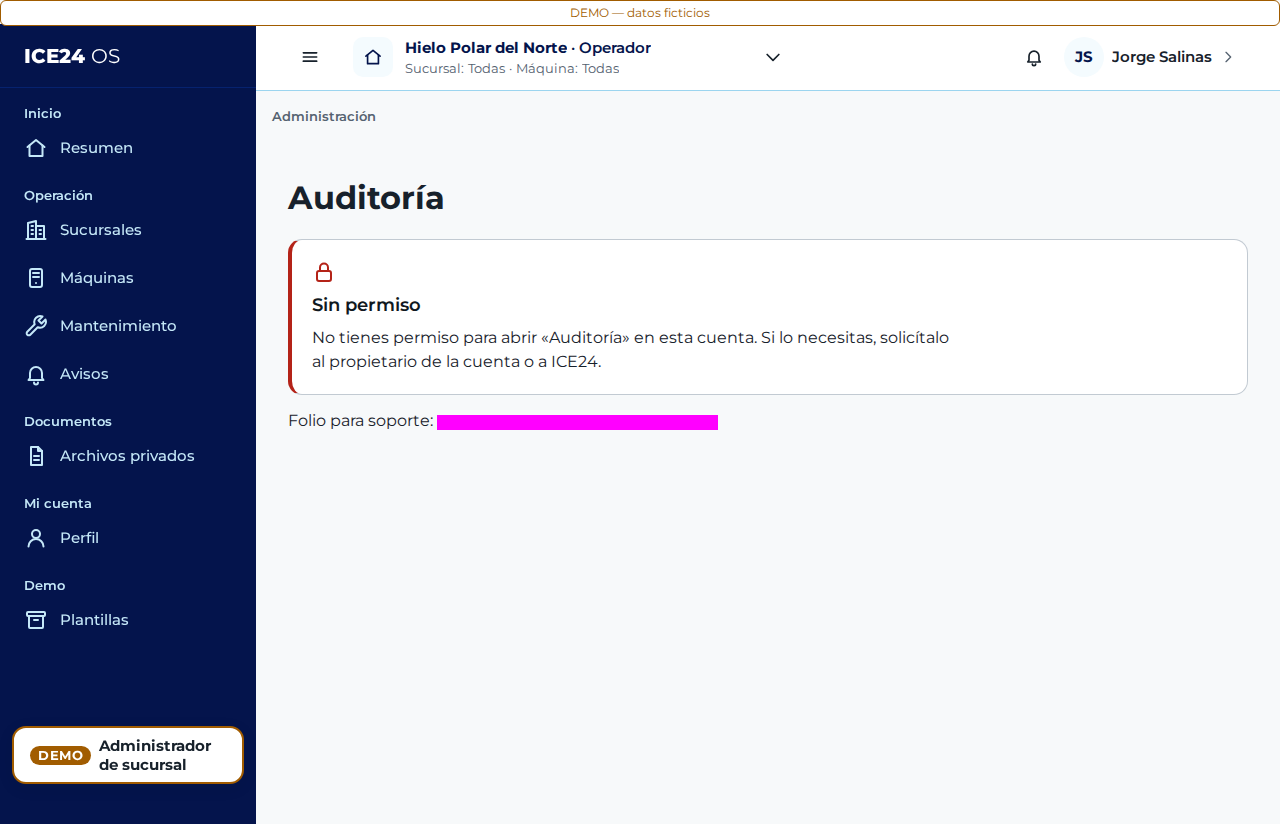 DEMO — datos ficticios
ICE24 OS
Inicio
Resumen
Operación
Sucursales
Máquinas
Mantenimiento
Avisos
Documentos
Archivos privados
Mi cuenta
Perfil
Demo
Plantillas
DEMO
Administrador
de sucursal
Hielo Polar del Norte · Operador
Sucursal: Todas · Máquina: Todas
JS
Jorge Salinas
Administración
Auditoría
Sin permiso
No tienes permiso para abrir «Auditoría» en esta cuenta. Si lo necesitas, solicítalo
al propietario de la cuenta o a ICE24.
Folio para soporte: